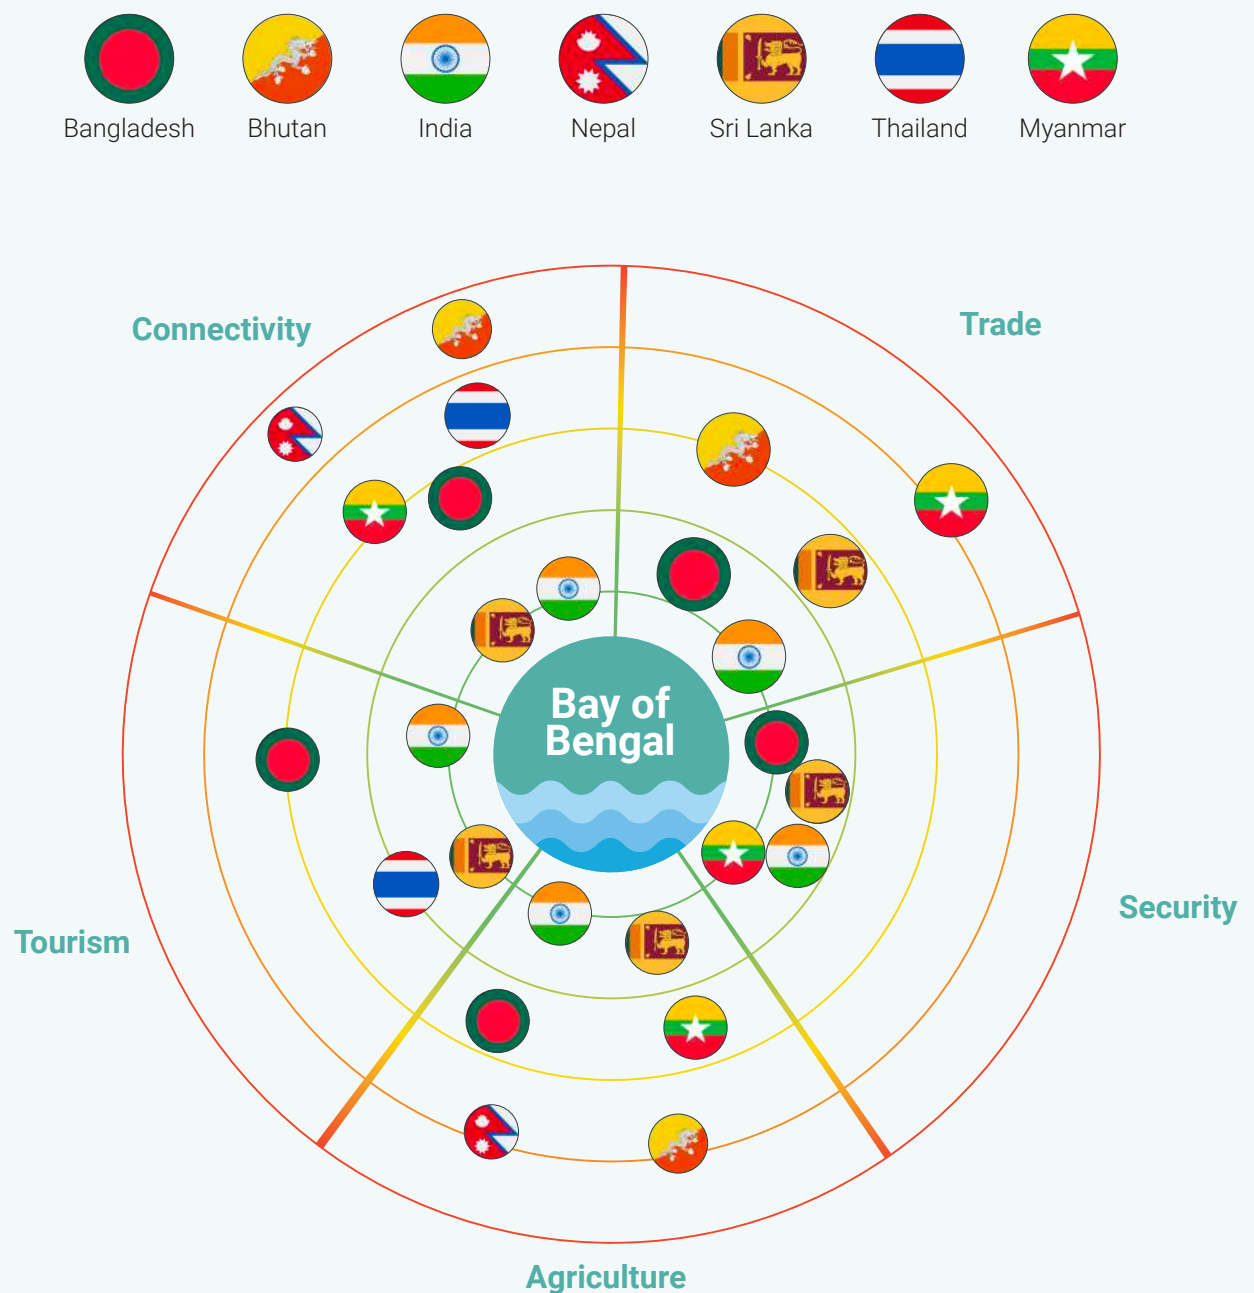 Bangladesh
Bhutan
India
Nepal
Sri Lanka
Thailand
Myanmar
Connectivity
Trade
Bay of
Bengal
Security
Tourism
Agriculture